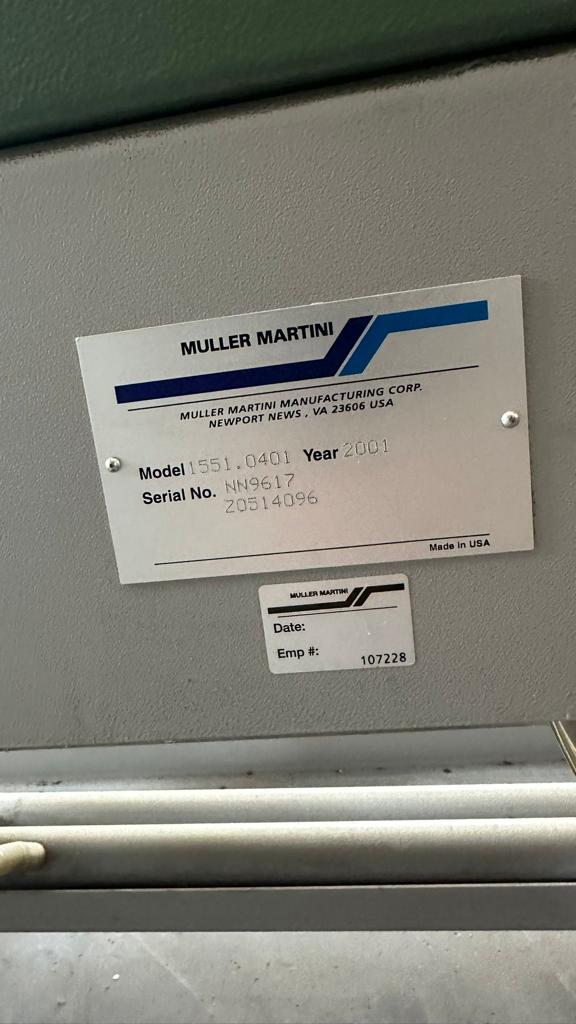 MULLER MARTINI
MULLER MARTINI MANUFACTURING CORP.
NEWPORT NEWS , VA 23606 USA
Model 1551.0401 Year 2001
Serial No. NN9617
20514096
Made in USA
MULLER MARTINI
Date:
Emp #:
107228